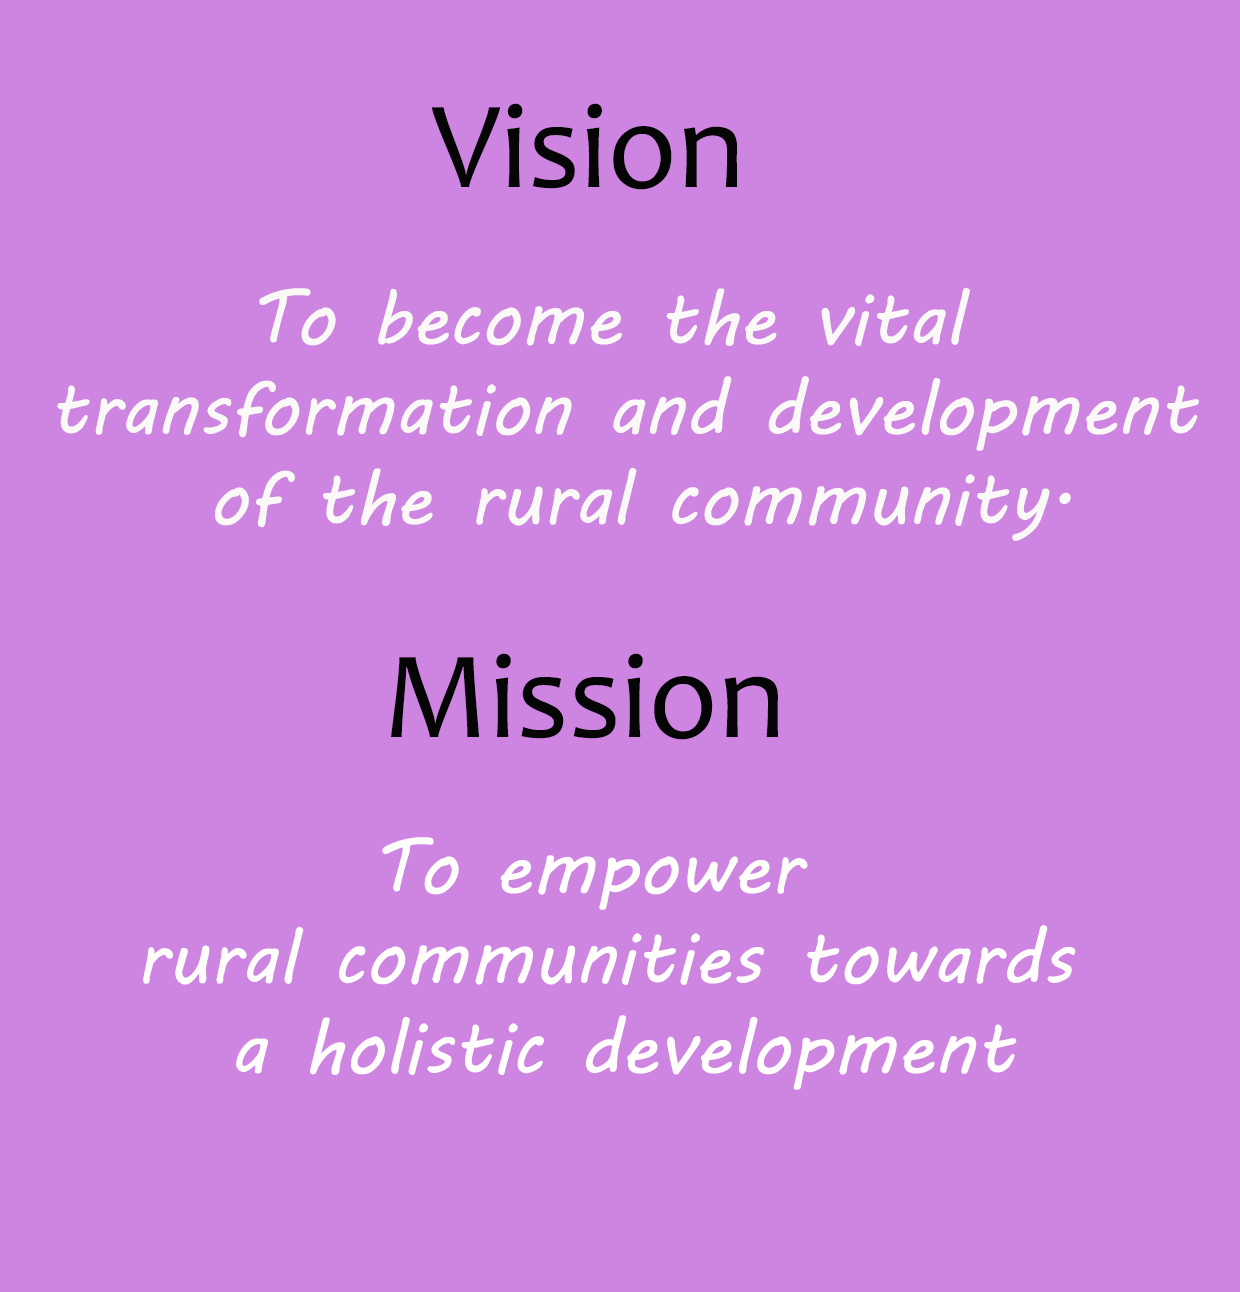 Vision
To become the vital
transformation and development
of the rural community.
Mission
To empower
rural communities towards
a holistic development